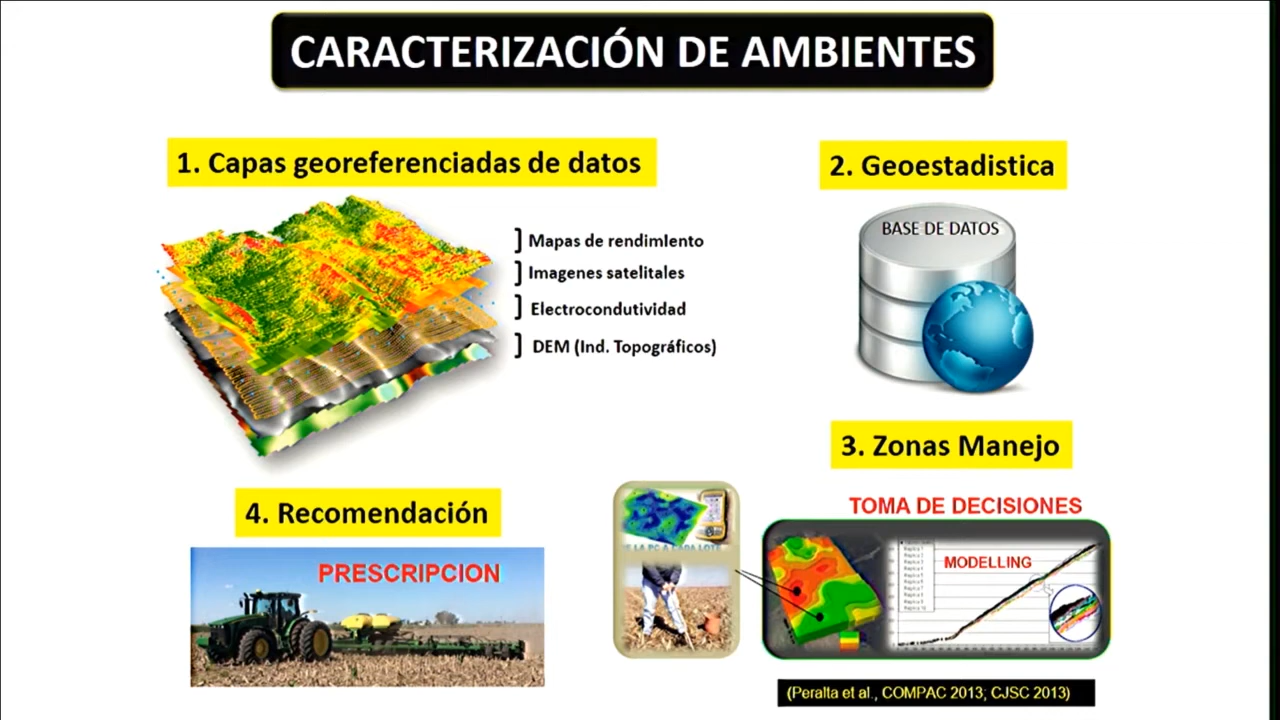 CARACTERIZACIÓN DE AMBIENTES
1. Capas georeferenciadas de datos
] Mapas de rendimIento
] Imagenes satelitales
] Electrocondutividad
] DEM (Ind. Topográficos)
2. Geoestadistica
BASE DE DATOS
3. Zonas Manejo
TOMA DE DECISIONES
MODELLING
4. Recomendación
PRESCRIPCION
(Peralta et al., COMPAC 2013; CJSC 2013)